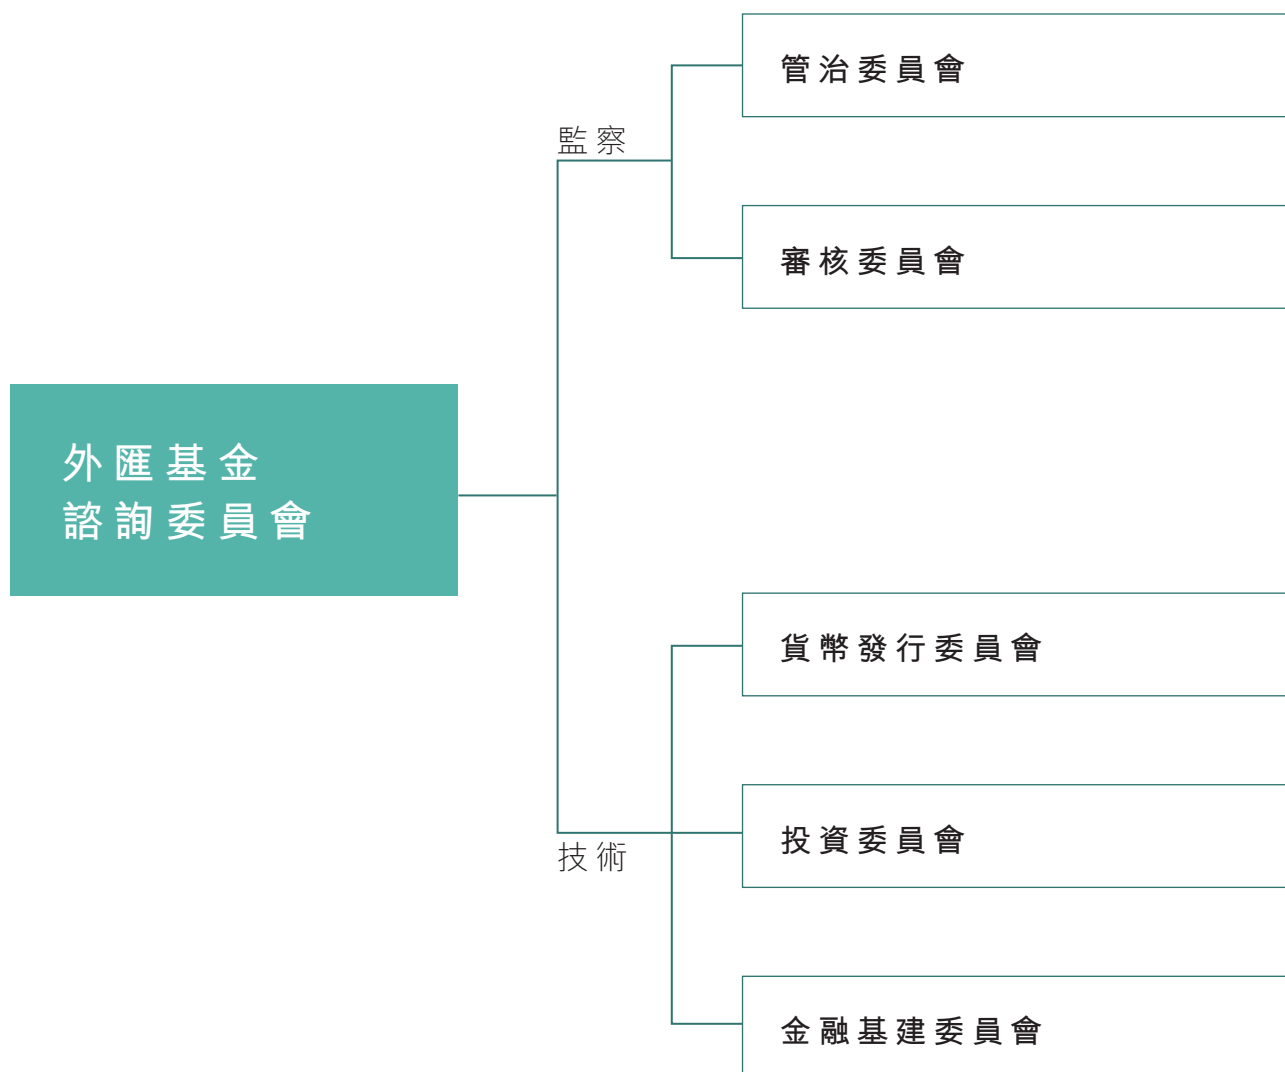 管治委員會
監察
審核委員會
外匯基金
諮詢委員會
貨幣發行委員會
投資委員會
技術
金融基建委員會